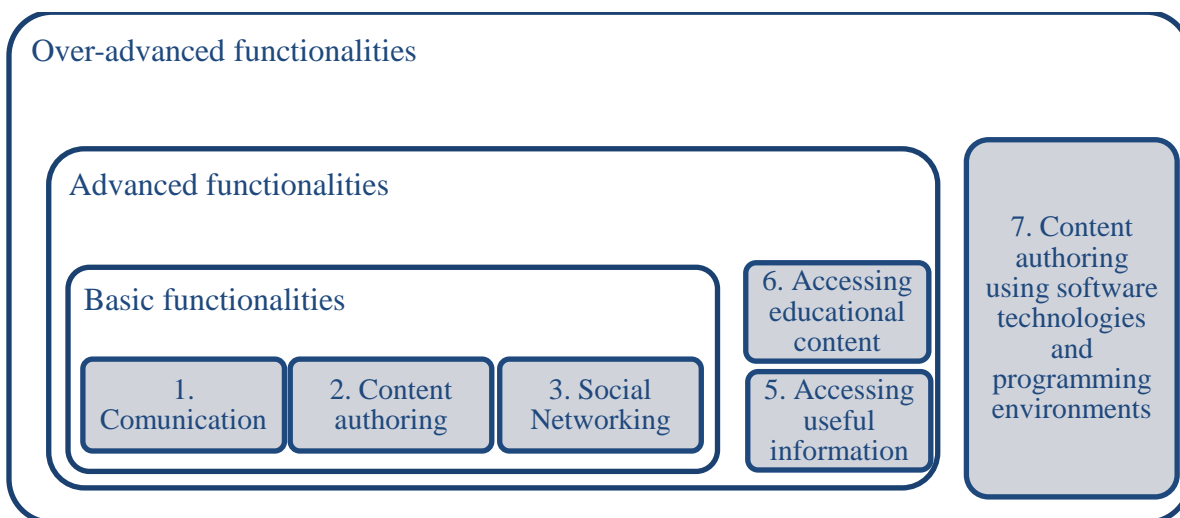 Over-advanced functionalities
Advanced functionalities
Basic functionalities
1.
Comunication
2. Content
authoring
3. Social
Networking
6. Accessing
educational
content
5. Accessing
useful
information
7. Content
authoring
using software
technologies
and
programming
environments